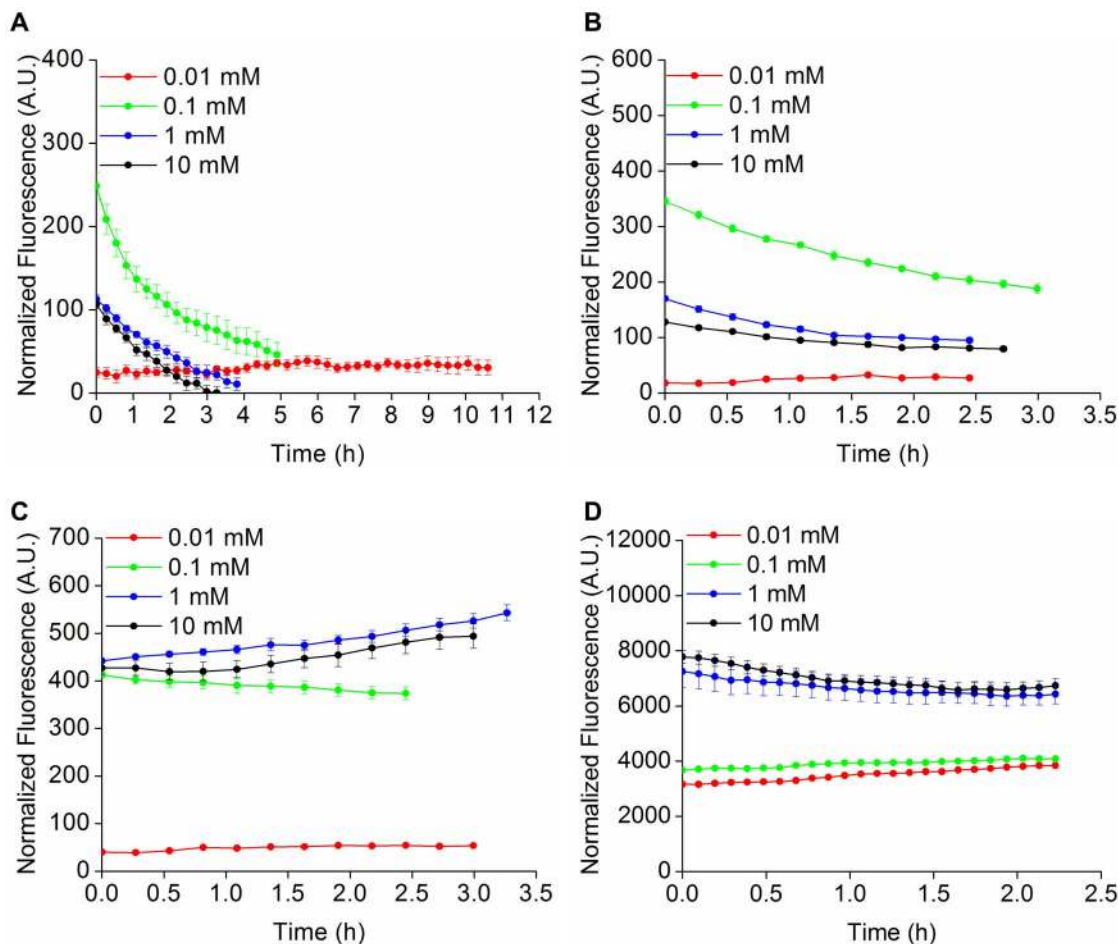 A
Normalized Fluorescence (A.U.)
400
300
200
100
0
0.01 mM
0.1 mM
1 mM
10 mM
0 1 2 3 4 5 6 7 8 9 10 11 12
Time (h)
B
Normalized Fluorescence (A.U.)
600
500
400
300
200
100
0
0.01 mM
0.1 mM
1 mM
10 mM
0.0 0.5 1.0 1.5 2.0 2.5 3.0 3.5
Time (h)
C
Normalized Fluorescence (A.U.)
700
600
500
400
300
200
100
0
0.01 mM
0.1 mM
1 mM
10 mM
0.0 0.5 1.0 1.5 2.0 2.5 3.0 3.5
Time (h)
D
Normalized Fluorescence (A.U.)
12000
10000
8000
6000
4000
2000
0
0.01 mM
0.1 mM
1 mM
10 mM
0.0 0.5 1.0 1.5 2.0 2.5
Time (h)